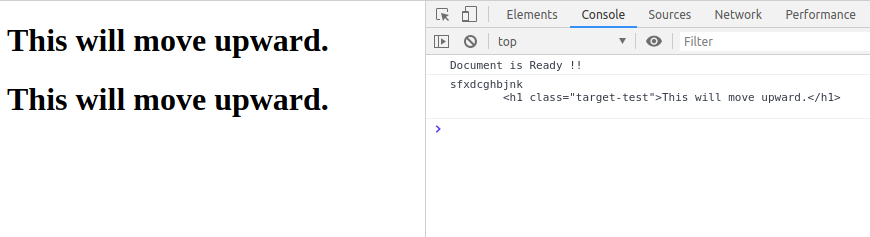 This will move upward.
This will move upward.
Elements Console Sources Network Performance
top Filter
Document is Ready !!
sfxdcghbjnk
<h1 class="target-test">This will move upward.</h1>